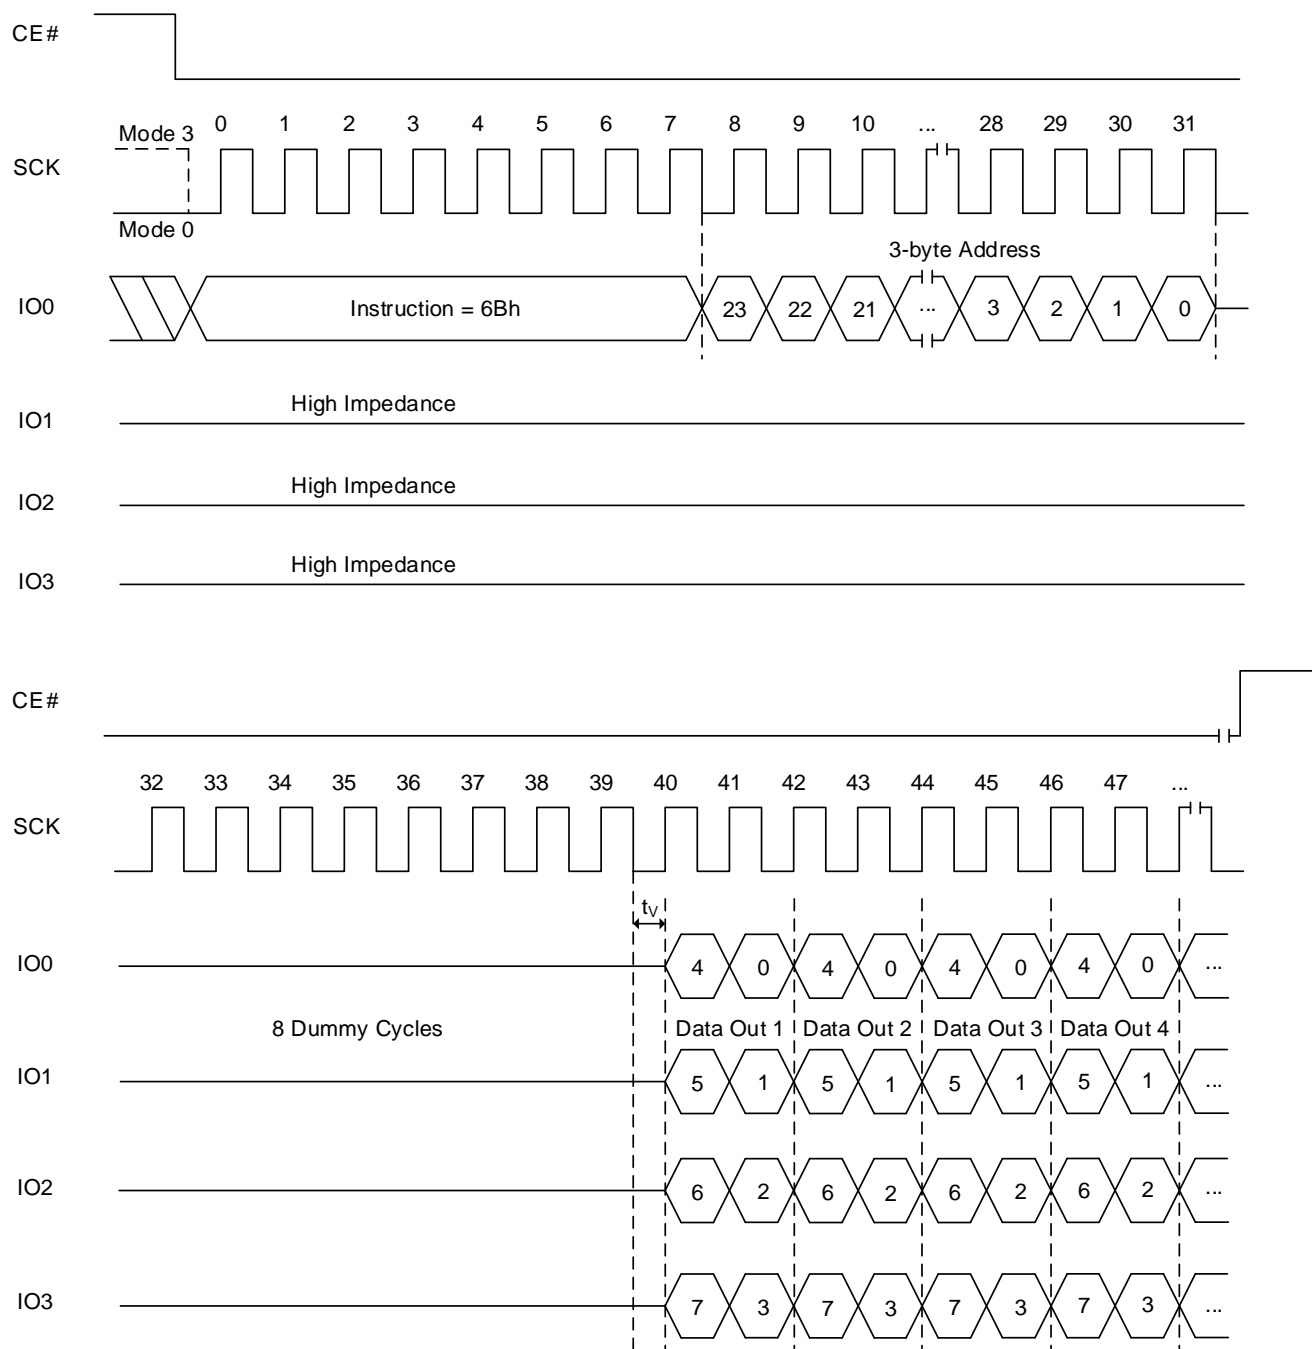 CE#
Mode 3 0 1 2 3 4 5 6 7 8 9 10 ... 28 29 30 31
SCK
Mode 0
3-byte Address
IO0 Instruction = 6Bh 23 22 21 ... 3 2 1 0
High Impedance
IO1
High Impedance
IO2
High Impedance
IO3
CE#
32 33 34 35 36 37 38 39 40 41 42 43 44 45 46 47 ...
SCK
tV
IO0 4 0 4 0 4 0 4 0 ...
8 Dummy Cycles Data Out 1 Data Out 2 Data Out 3 Data Out 4
IO1 5 1 5 1 5 1 5 1 ...
IO2 6 2 6 2 6 2 6 2 ...
IO3 7 3 7 3 7 3 7 3 ...